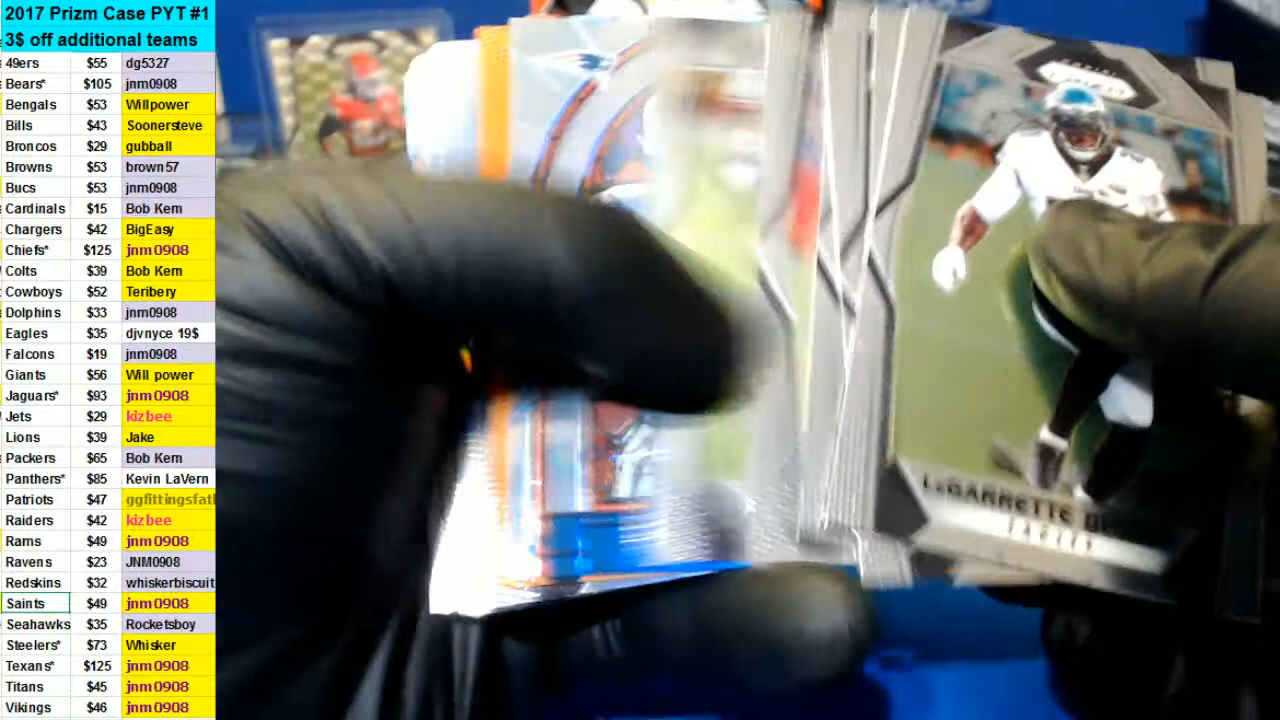 2017 Prizm Case PYT #1
3$ off additional teams
49ers $55 dg5327
Bears* $105 jnm0908
Bengals $53 Willpower
Bills $43 Soonersteve
Broncos $29 gubball
Browns $53 brown57
Bucs $53 jnm0908
Cardinals $15 Bob Kern
Chargers $42 BigEasy
Chiefs* $125 jnm0908
Colts $39 Bob Kern
Cowboys $52 Teribery
Dolphins $33 jnm0908
Eagles $35 djvnyce 19$
Falcons $19 jnm0908
Giants $56 Will power
Jaguars* $93 jnm0908
Jets $29 kizbee
Lions $39 Jake
Packers $65 Bob Kern
Panthers* $85 Kevin LaVern
Patriots $47 ggfittingsfatl
Raiders $42 kizbee
Rams $49 jnm0908
Ravens $23 JNM0908
Redskins $32 whiskerbiscuit
Saints $49 jnm0908
Seahawks $35 Rocketsboy
Steelers* $73 Whisker
Texans* $125 jnm0908
Titans $45 jnm0908
Vikings $46 jnm0908
LeGARRETTE
EAGLES